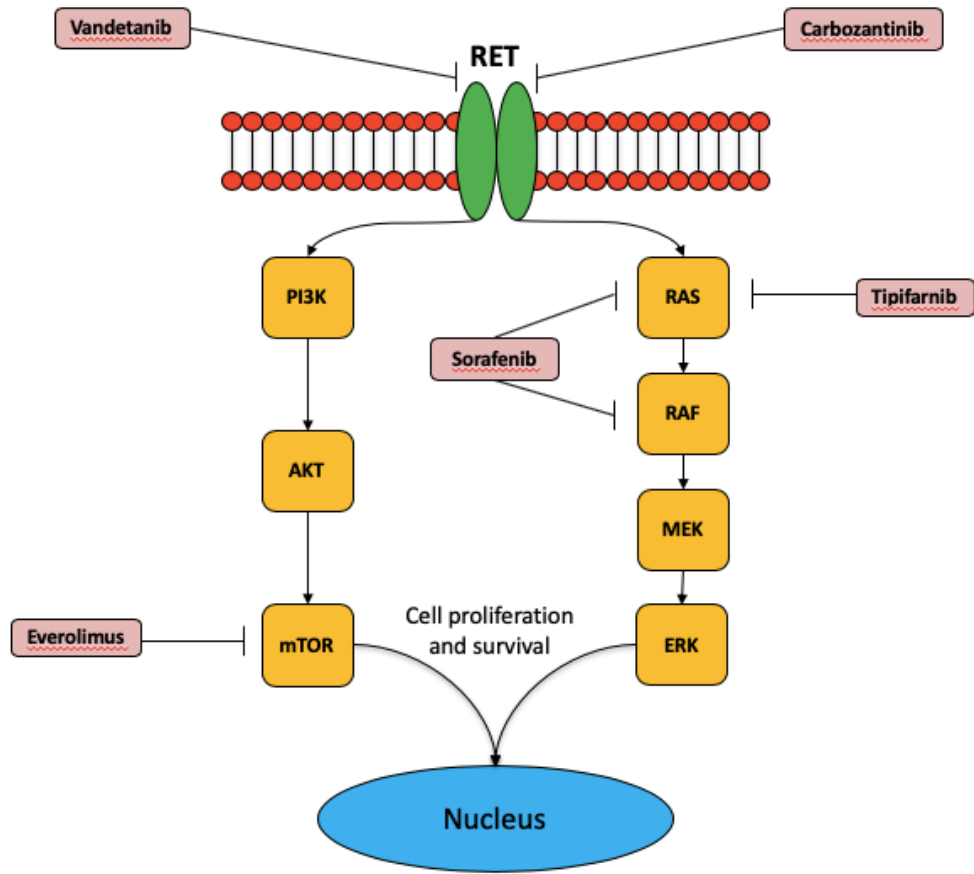 Vandetanib
Carbozantinib
RET
PI3K
RAS
Tipifarnib
Sorafenib
RAF
AKT
MEK
Cell proliferation
and survival
Everolimus
mTOR
ERK
Nucleus